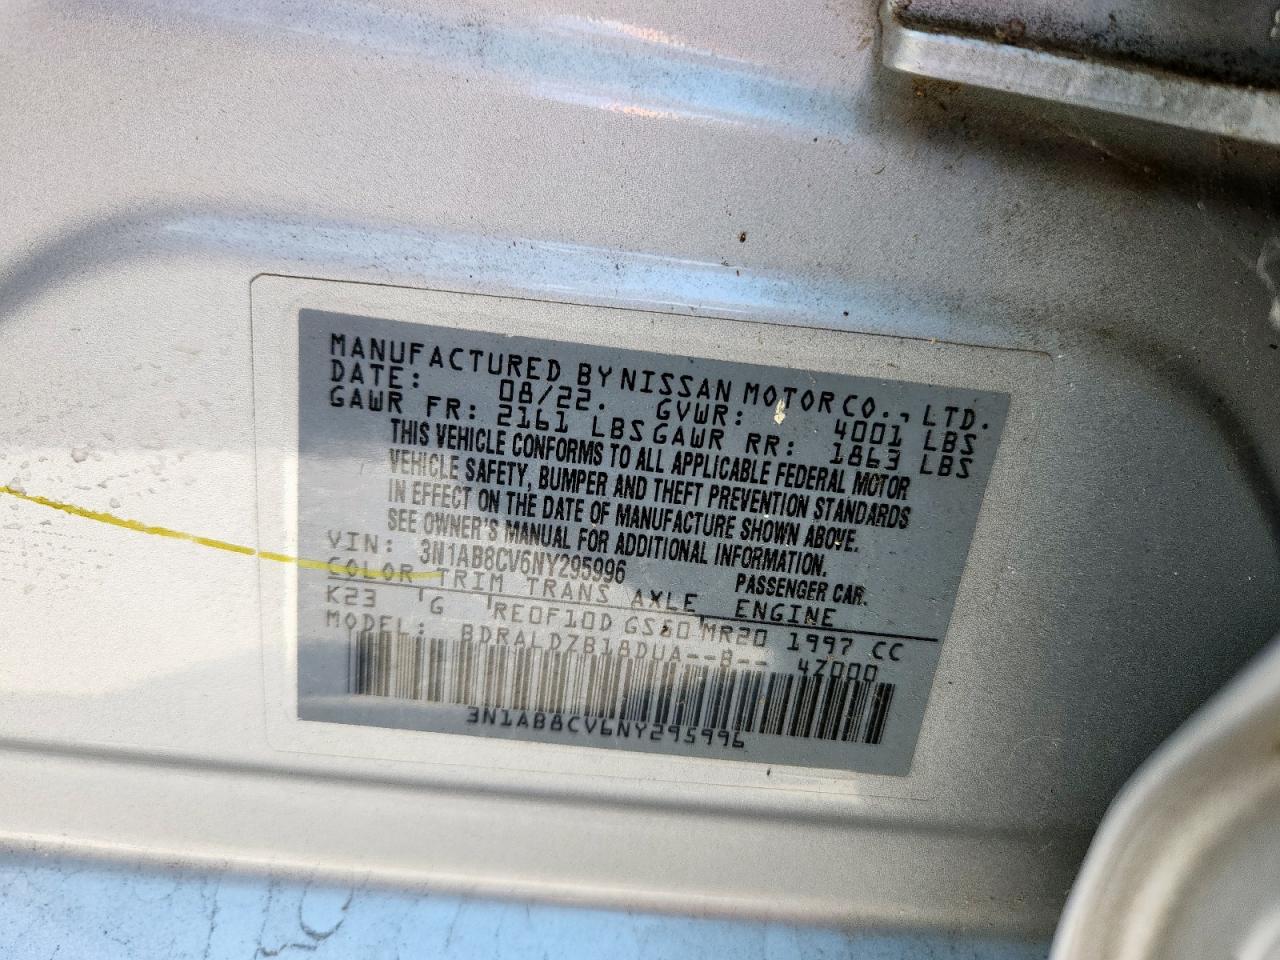 MANUFACTURED BY NISSAN MOTOR CO., LTD.
DATE: 08/22. GVWR: 4001 LBS
GAWR FR: 2161 LBS GAWR RR: 1863 LBS
THIS VEHICLE CONFORMS TO ALL APPLICABLE FEDERAL MOTOR
VEHICLE SAFETY, BUMPER AND THEFT PREVENTION STANDARDS
IN EFFECT ON THE DATE OF MANUFACTURE SHOWN ABOVE.
SEE OWNER'S MANUAL FOR ADDITIONAL INFORMATION.
VIN: 3N1AB8CV6NY295996 PASSENGER CAR.
COLOR TRIM TRANS AXLE ENGINE
K23 G RE0F10D GS60 MR20 1997 CC
MODEL: BDRALDZB18DUA--B-- 4Z000
3N1AB8CV6NY295996